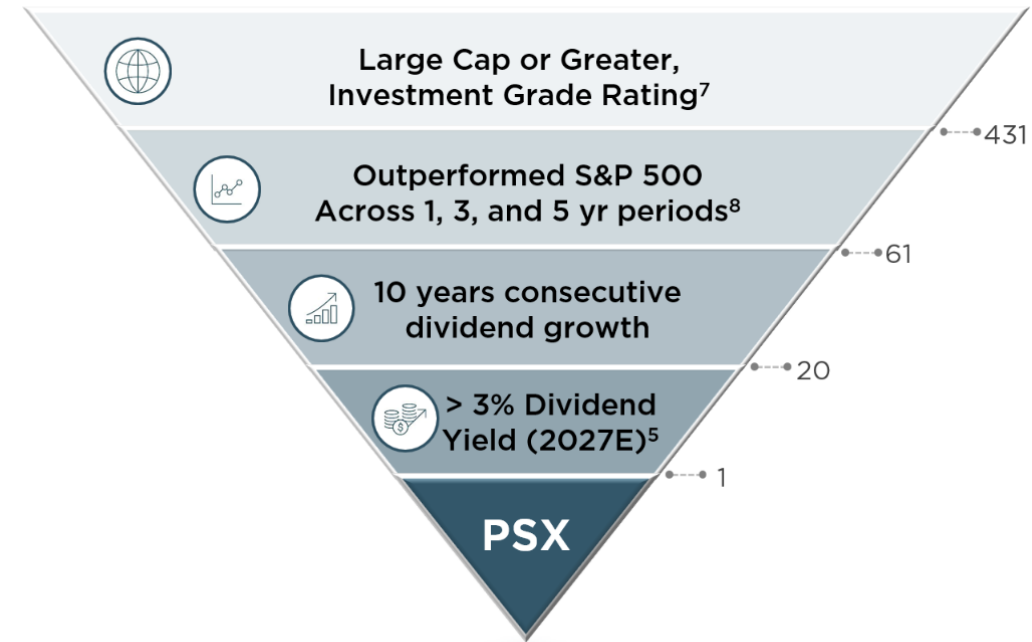 Large Cap or Greater,
Investment Grade Rating⁷
431
Outperformed S&P 500
Across 1, 3, and 5 yr periods⁸
61
10 years consecutive
dividend growth
20
> 3% Dividend
Yield (2027E)⁵
1
PSX